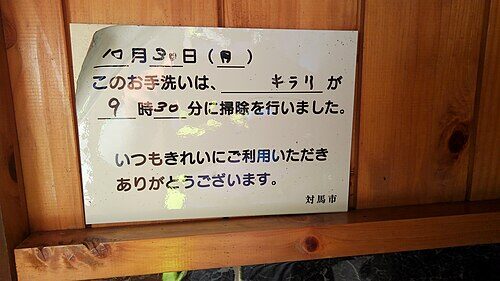 10月30日(月)
このお手洗いは、キラリが
9時30分に掃除を行いました。
いつもきれいにご利用いただき
ありがとうございます。
対馬市